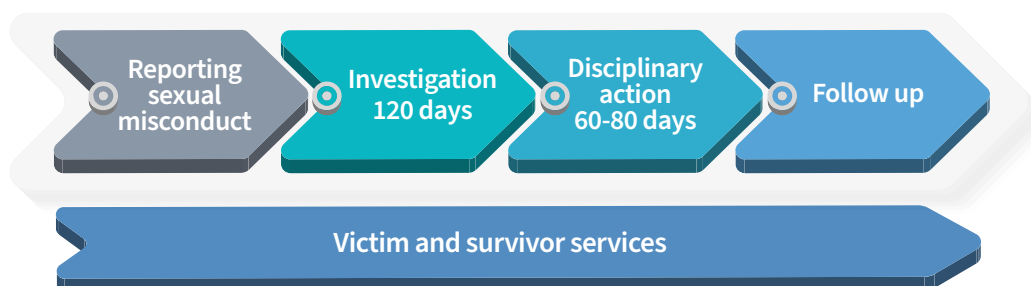 Reporting
sexual
misconduct
Investigation
120 days
Disciplinary
action
60-80 days
Follow up
Victim and survivor services